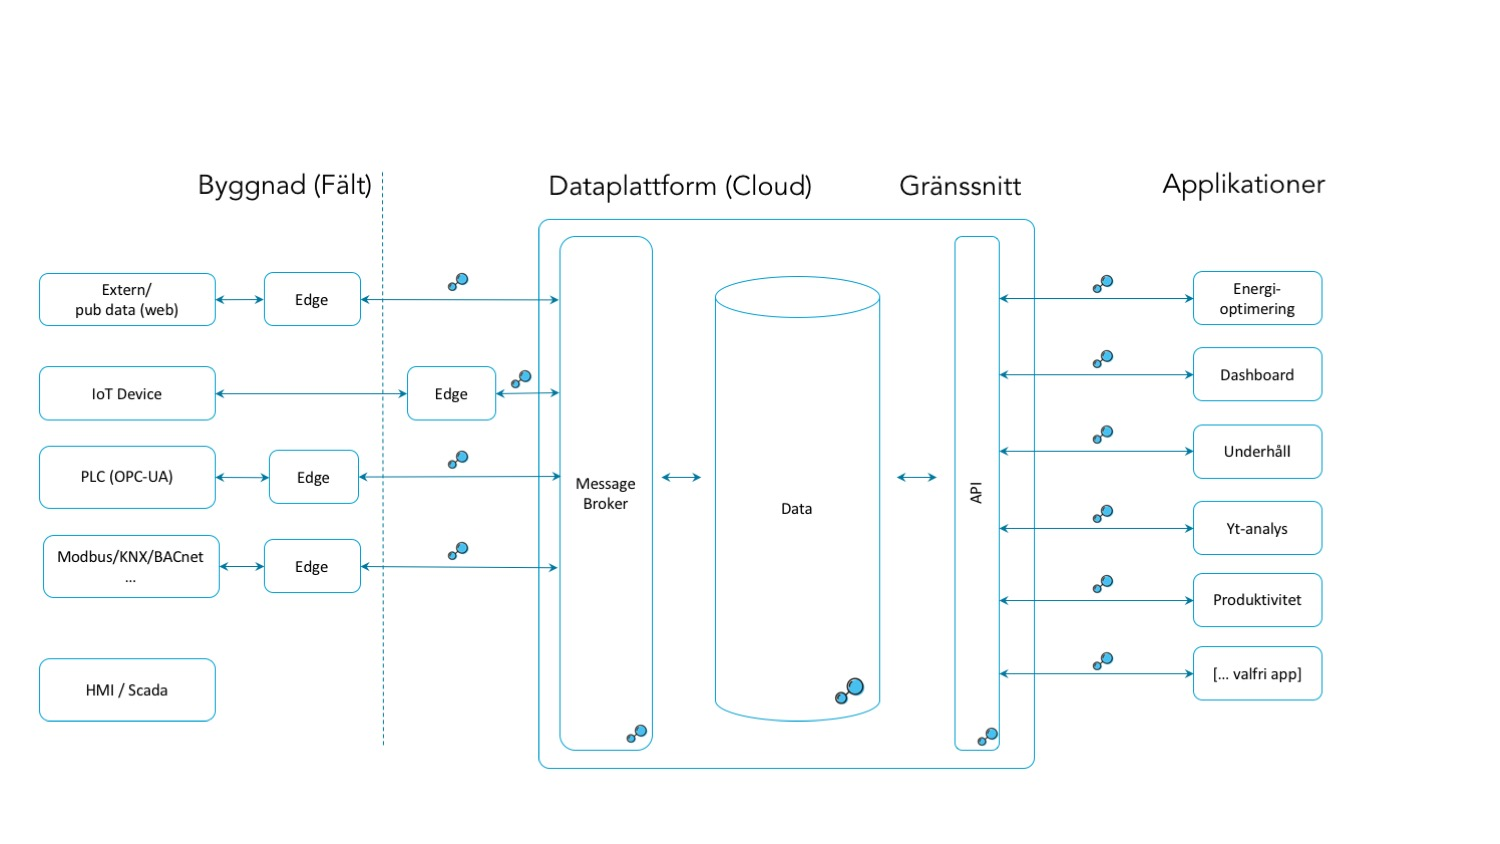 Byggnad (Fält)
Dataplattform (Cloud)
Gränssnitt
Applikationer
Extern/
pub data (web)
Edge
IoT Device
Edge
PLC (OPC-UA)
Edge
Modbus/KNX/BACnet
...
Edge
HMI / Scada
Message
Broker
Data
API
Energi-
optimering
Dashboard
Underhåll
Yt-analys
Produktivitet
[... valfri app]